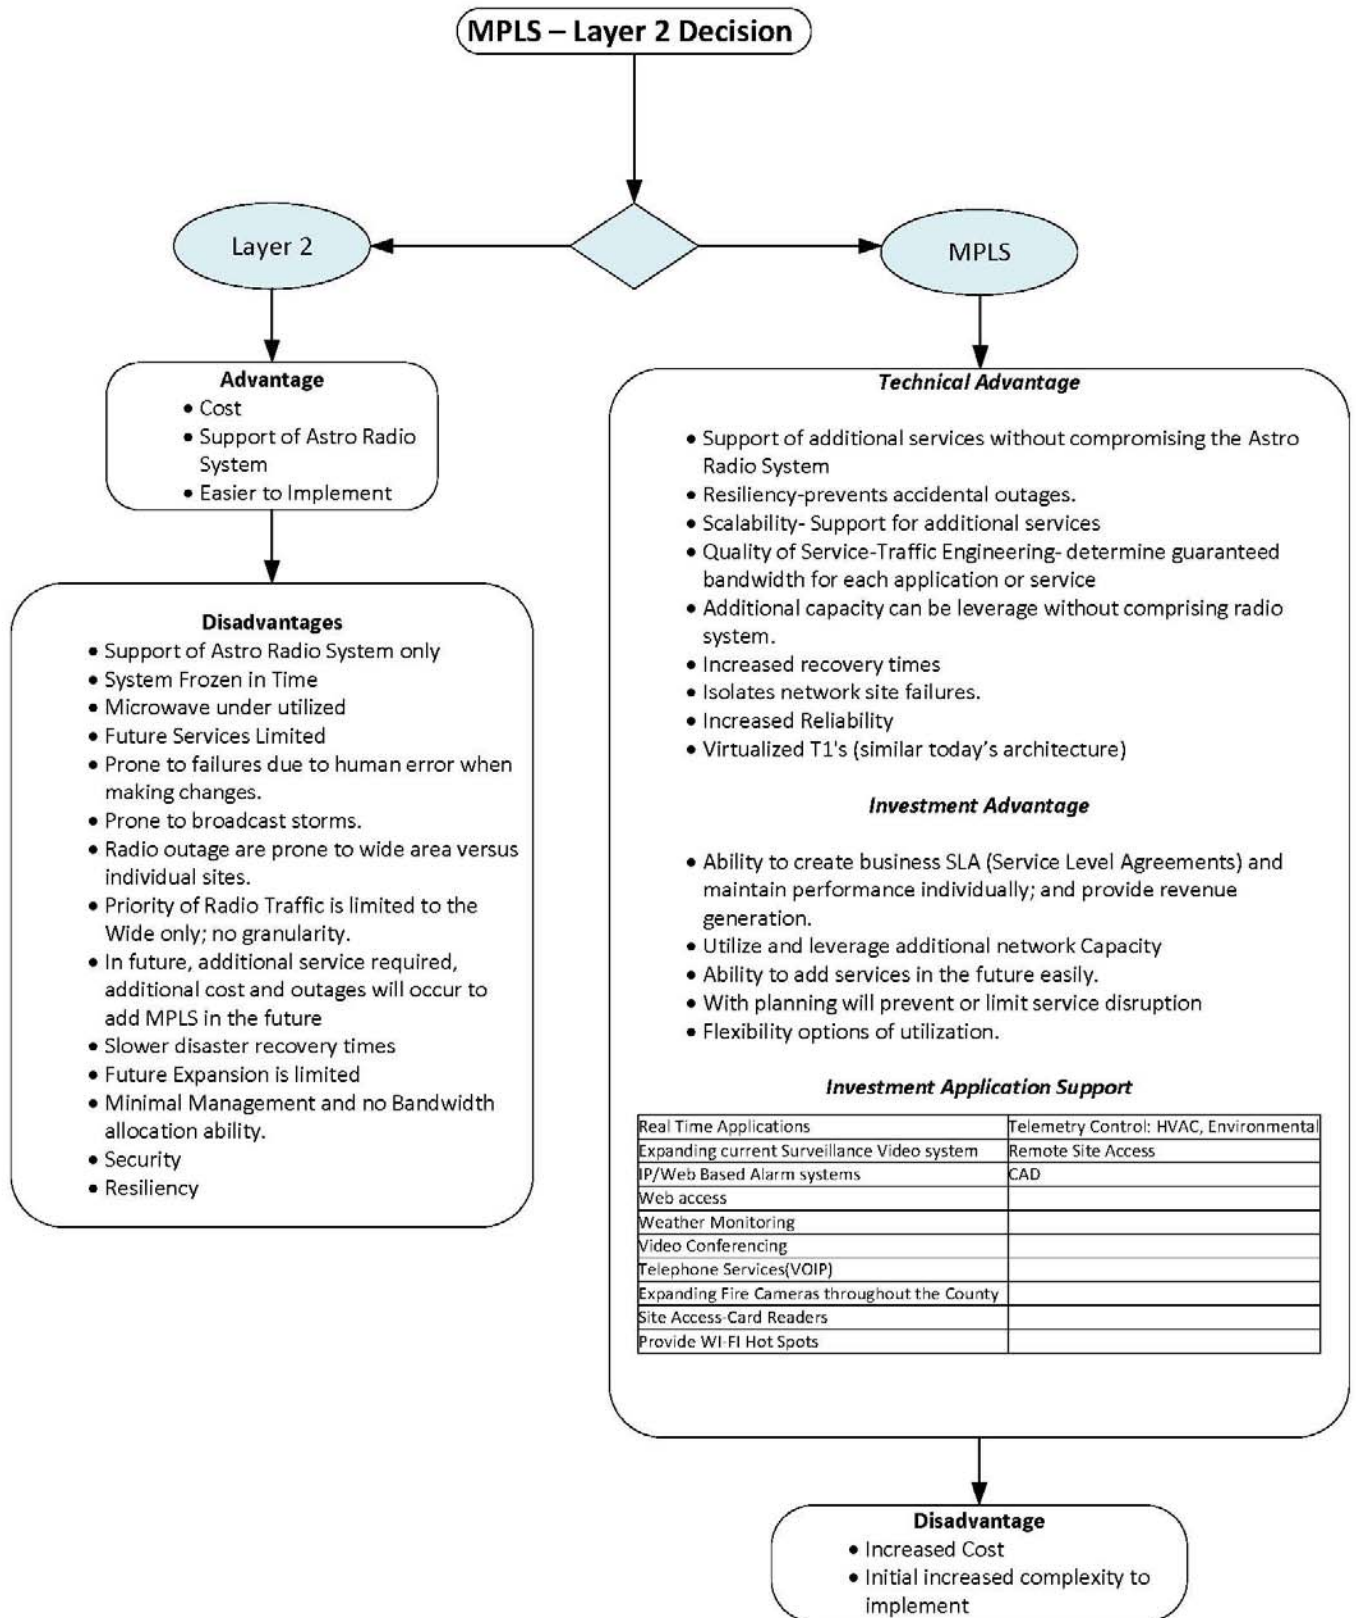 MPLS – Layer 2 Decision
Layer 2
MPLS
Advantage
• Cost
• Support of Astro Radio
System
• Easier to Implement
Disadvantages
• Support of Astro Radio System only
• System Frozen in Time
• Microwave under utilized
• Future Services Limited
• Prone to failures due to human error when
making changes.
• Prone to broadcast storms.
• Radio outage are prone to wide area versus
individual sites.
• Priority of Radio Traffic is limited to the
Wide only; no granularity.
• In future, additional service required,
additional cost and outages will occur to
add MPLS in the future
• Slower disaster recovery times
• Future Expansion is limited
• Minimal Management and no Bandwidth
allocation ability.
• Security
• Resiliency
Technical Advantage
• Support of additional services without compromising the Astro
Radio System
• Resiliency-prevents accidental outages.
• Scalability- Support for additional services
• Quality of Service-Traffic Engineering- determine guaranteed
bandwidth for each application or service
• Additional capacity can be leverage without comprising radio
system.
• Increased recovery times
• Isolates network site failures.
• Increased Reliability
• Virtualized T1's (similar today’s architecture)
Investment Advantage
• Ability to create business SLA (Service Level Agreements) and
maintain performance individually; and provide revenue
generation.
• Utilize and leverage additional network Capacity
• Ability to add services in the future easily.
• With planning will prevent or limit service disruption
• Flexibility options of utilization.
Investment Application Support
Real Time Applications Telemetry Control: HVAC, Environmental
Expanding current Surveillance Video system Remote Site Access
IP/Web Based Alarm systems CAD
Web access
Weather Monitoring
Video Conferencing
Telephone Services(VOIP)
Expanding Fire Cameras throughout the County
Site Access-Card Readers
Provide WI-FI Hot Spots
Disadvantage
• Increased Cost
• Initial increased complexity to
implement